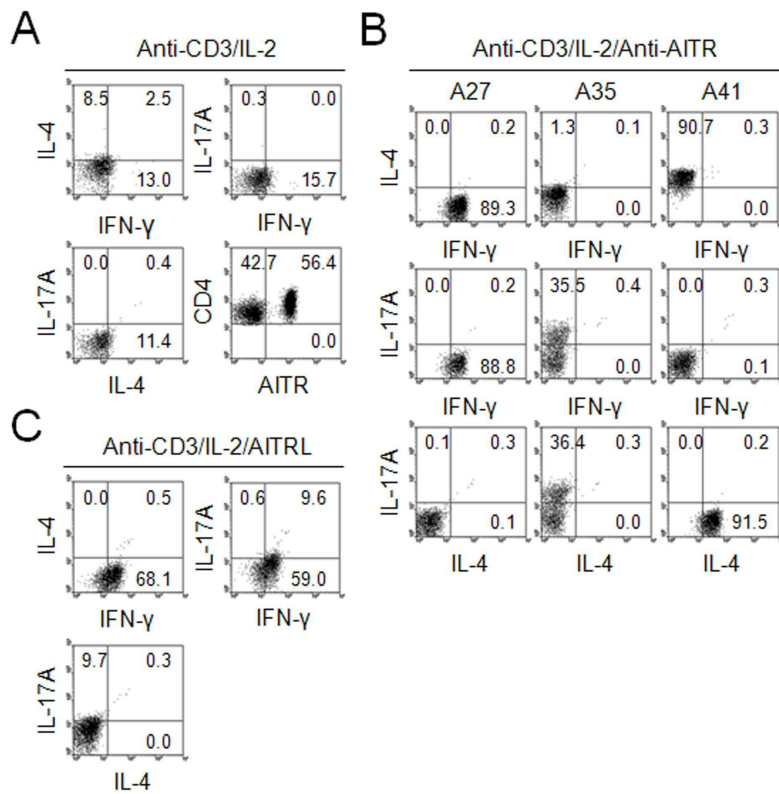 A
Anti-CD3/IL-2
IL-4
8.5 2.5
13.0
IFN-γ
IL-17A
0.3 0.0
15.7
IFN-γ
IL-17A
0.0 0.4
11.4
IL-4
CD4
42.7 56.4
0.0
AITR
B
Anti-CD3/IL-2/Anti-AITR
A27 A35 A41
IL-4
0.0 0.2
89.3
IFN-γ
1.3 0.1
0.0
IFN-γ
90.7 0.3
0.0
IFN-γ
IL-17A
0.0 0.2
88.8
IFN-γ
35.5 0.4
0.0
IFN-γ
0.0 0.3
0.1
IFN-γ
IL-17A
0.1 0.3
0.1
IL-4
36.4 0.3
0.0
IL-4
0.0 0.2
91.5
IL-4
C
Anti-CD3/IL-2/AITRL
IL-4
0.0 0.5
68.1
IFN-γ
IL-17A
0.6 9.6
59.0
IFN-γ
IL-17A
9.7 0.3
0.0
IL-4